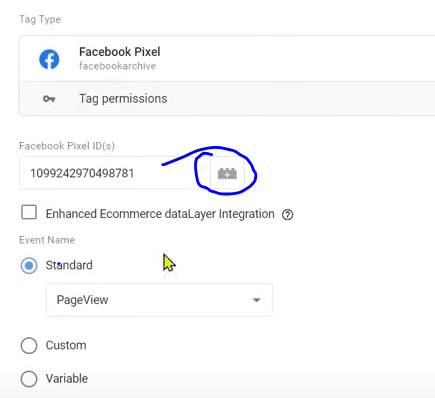 Tag Type
Facebook Pixel
facebookarchive
Tag permissions
Facebook Pixel ID(s)
1099242970498781
Enhanced Ecommerce dataLayer Integration
Event Name
Standard
PageView
Custom
Variable